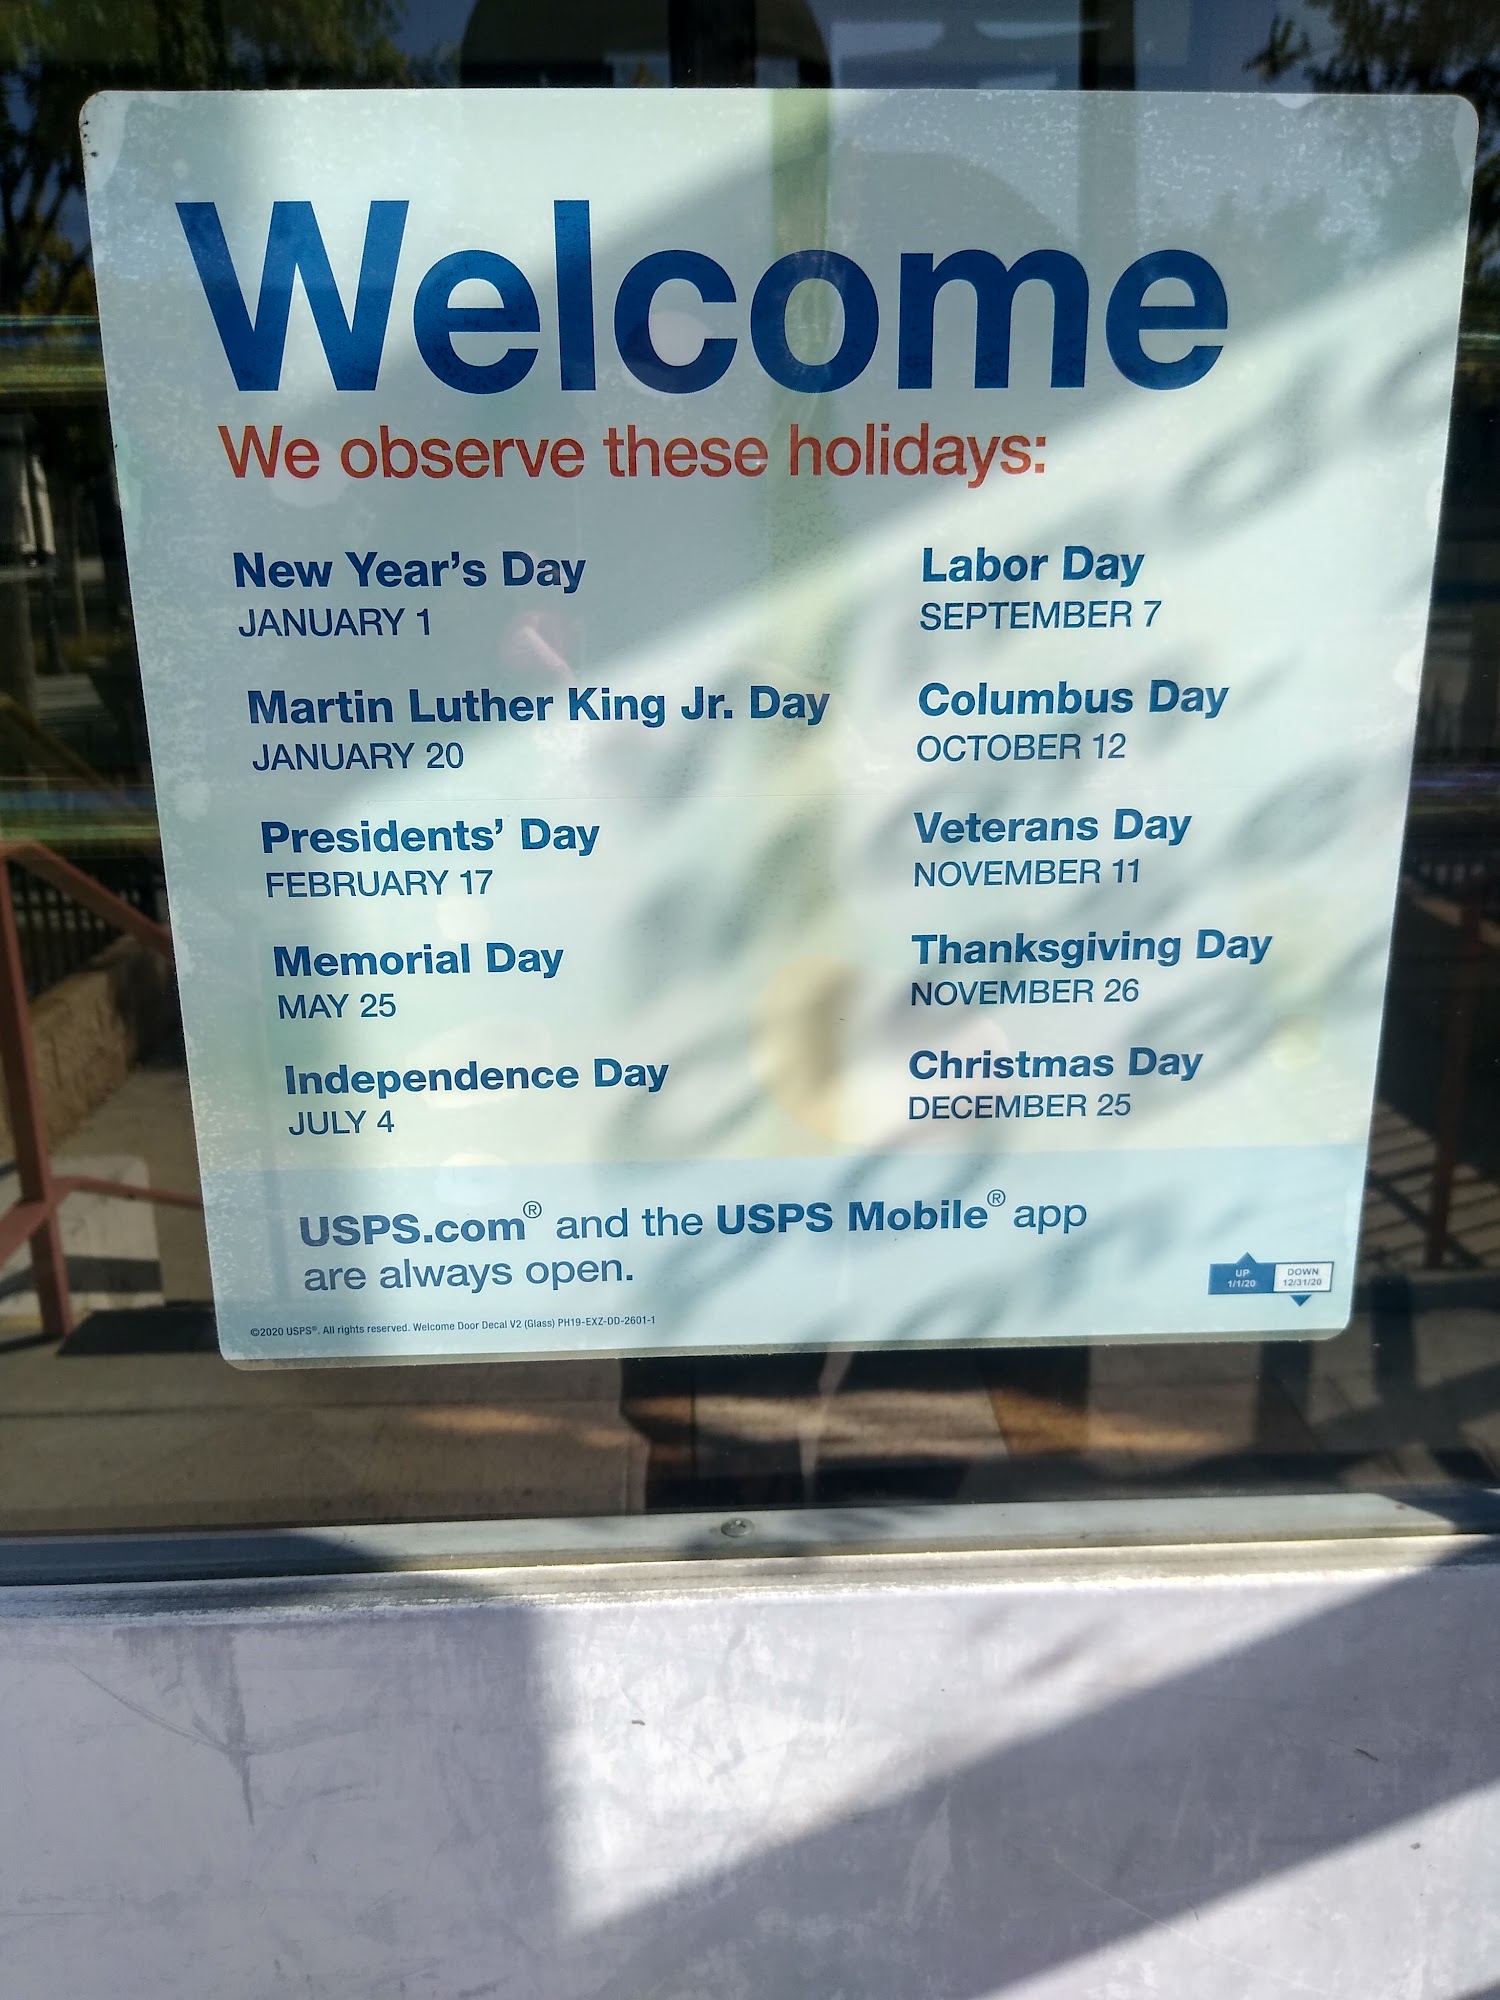 Welcome
We observe these holidays:
New Year's Day
JANUARY 1
Martin Luther King Jr. Day
JANUARY 20
Presidents' Day
FEBRUARY 17
Memorial Day
MAY 25
Independence Day
JULY 4
Labor Day
SEPTEMBER 7
Columbus Day
OCTOBER 12
Veterans Day
NOVEMBER 11
Thanksgiving Day
NOVEMBER 26
Christmas Day
DECEMBER 25
USPS.com® and the USPS Mobile® app
are always open.
UP
1/1/20
DOWN
12/31/20
©2020 USPS®. All rights reserved. Welcome Door Decal V2 (Glass) PH19-EXZ-DD-2601-1